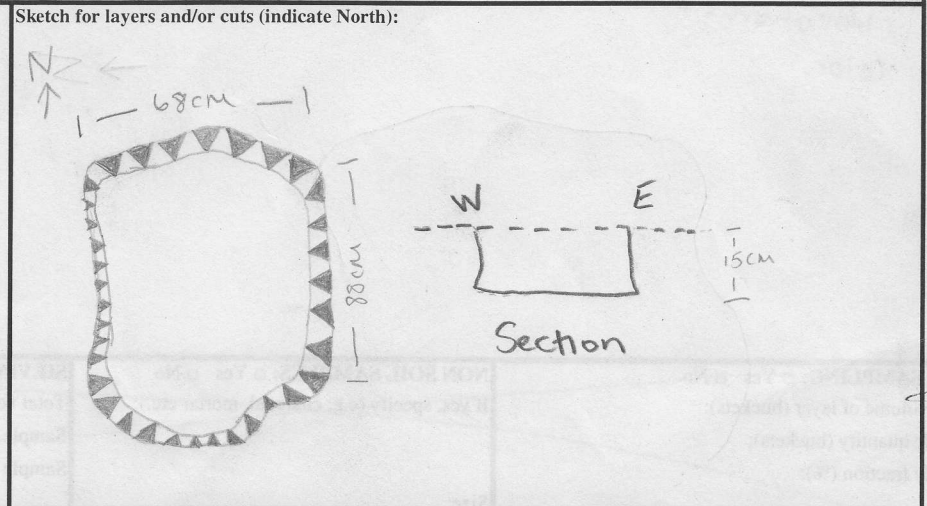 Sketch for layers and/or cuts (indicate North):
N
68CM
88CM
W E
15CM
Section